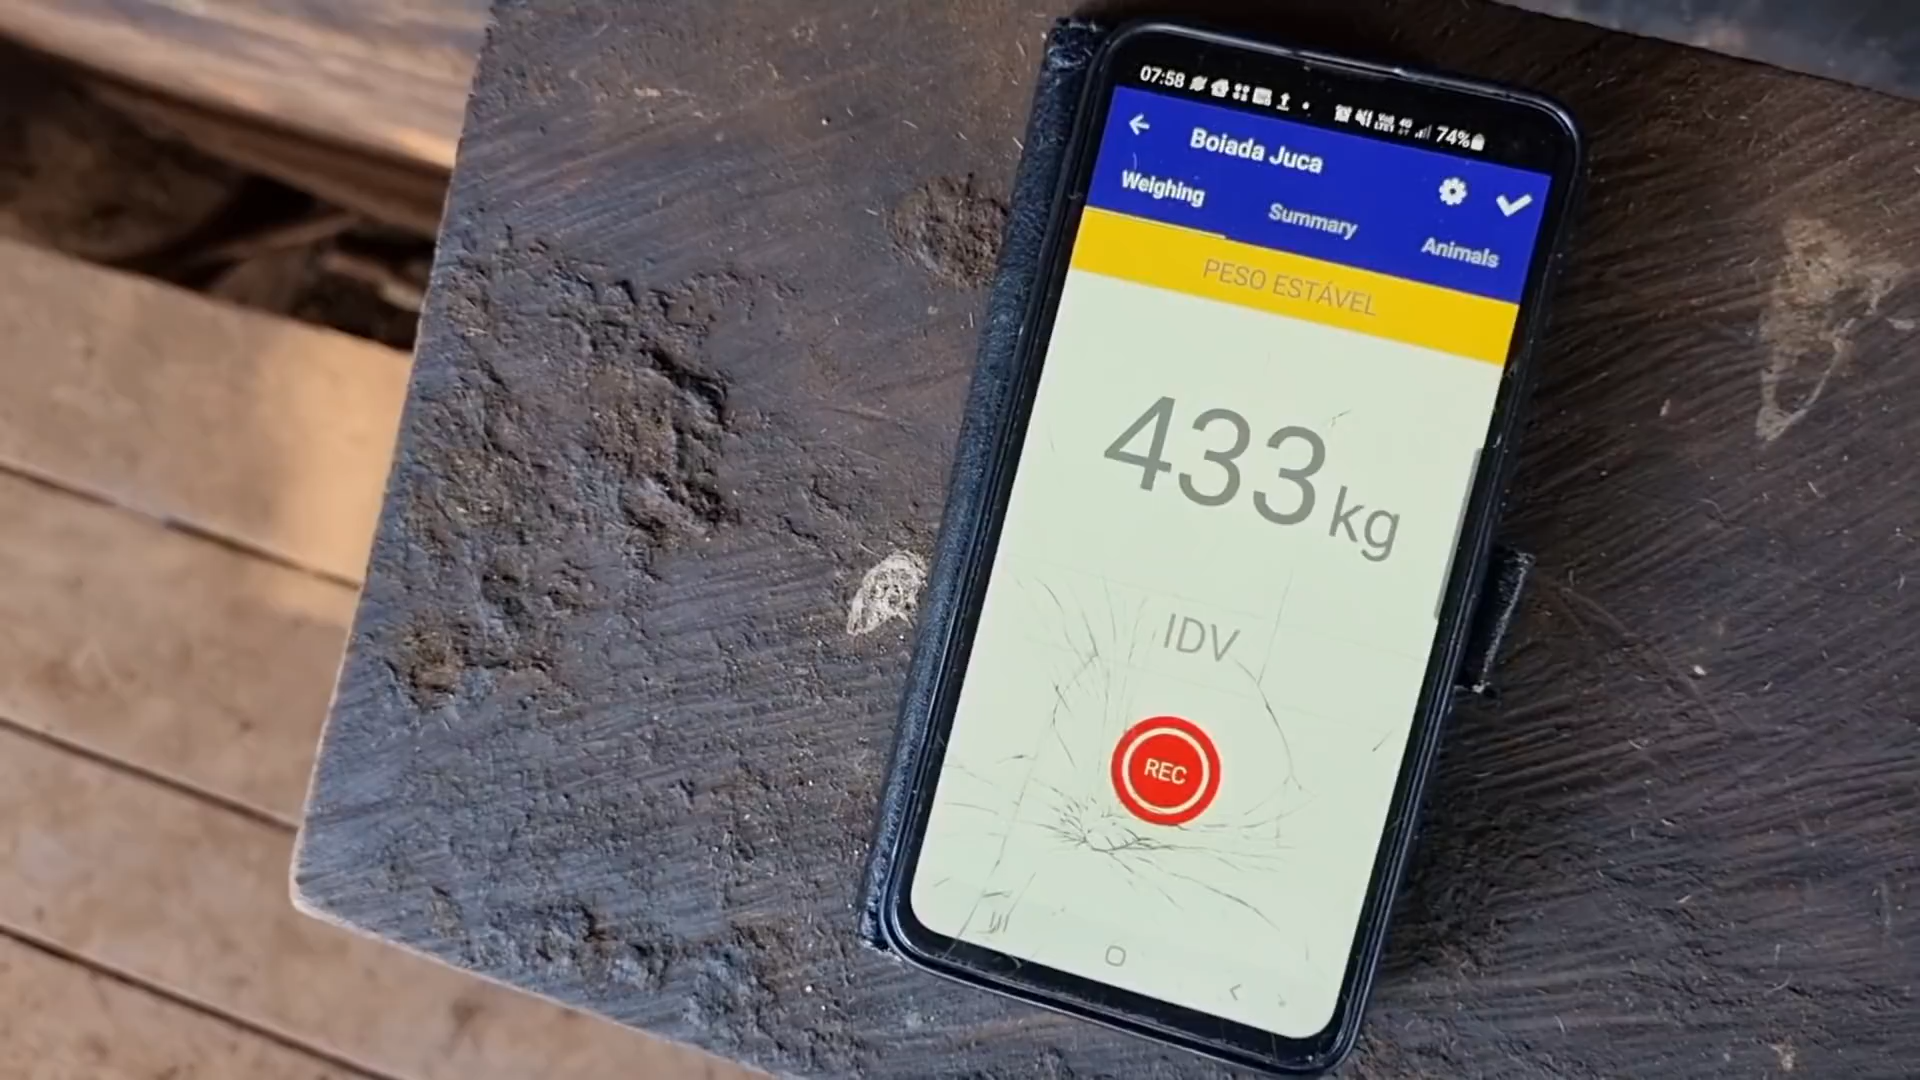 07:58 74%
Boiada Juca
Weighing Summary Animals
PESO ESTÁVEL
433 kg
IDV
REC